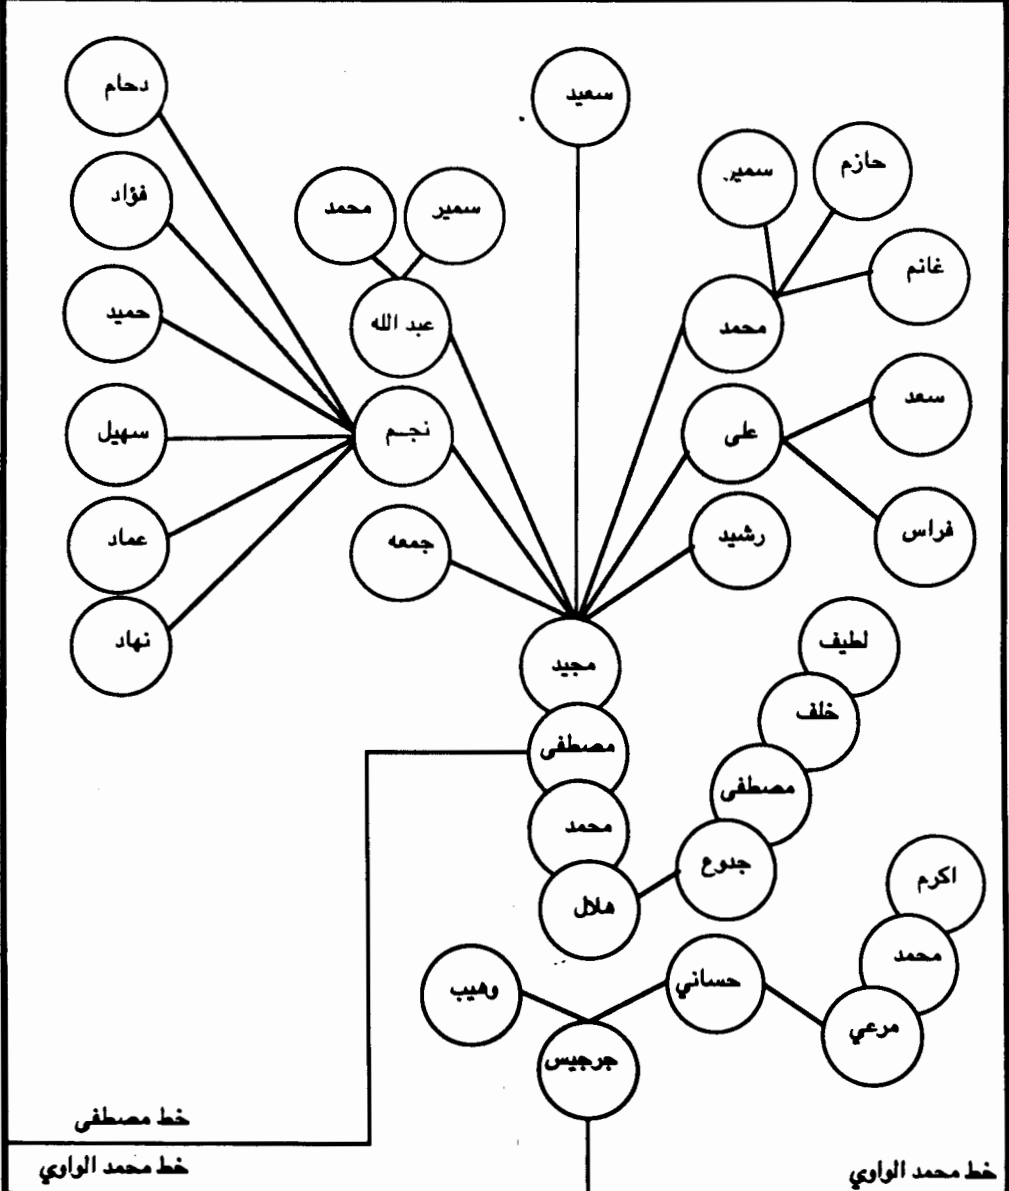 سعيد
دحام
حازم
سمير
فؤاد
محمد
سمير
غانم
حميد
عبد الله
محمد
سعد
سهيل
نجـم
على
عماد
جمعه
رشيد
فراس
نهاد
مجيد
لطيف
خلف
مصطفى
مصطفى
محمد
جدوع
هلال
اكرم
محمد
وهيب
حساني
مرعي
جرجيس
خط مصطفى
خط محمد الواوي
خط محمد الواوي